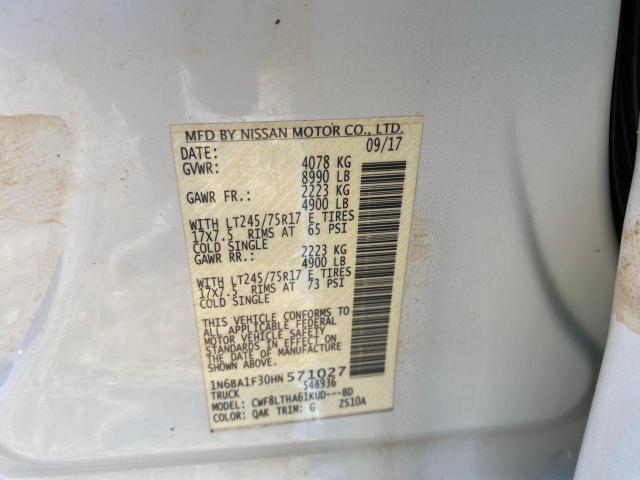 MFD BY NISSAN MOTOR CO., LTD.
DATE: 09/17
GVWR: 4078 KG
8990 LB
GAWR FR.: 2223 KG
4900 LB
WITH LT245/75R17 E TIRES
17X7.5 RIMS AT 65 PSI
COLD SINGLE
GAWR RR.: 2223 KG
4900 LB
WITH LT245/75R17 E TIRES
17X7.5 RIMS AT 73 PSI
COLD SINGLE
THIS VEHICLE CONFORMS TO
ALL APPLICABLE FEDERAL
MOTOR VEHICLE SAFETY
STANDARDS IN EFFECT ON
THE DATE OF MANUFACTURE
SHOWN ABOVE.
1N6BA1F30HN571027
TRUCK S48936
MODEL: CWF8LTHA61KUD---BD
COLOR: QAK TRIM: G ZS10A